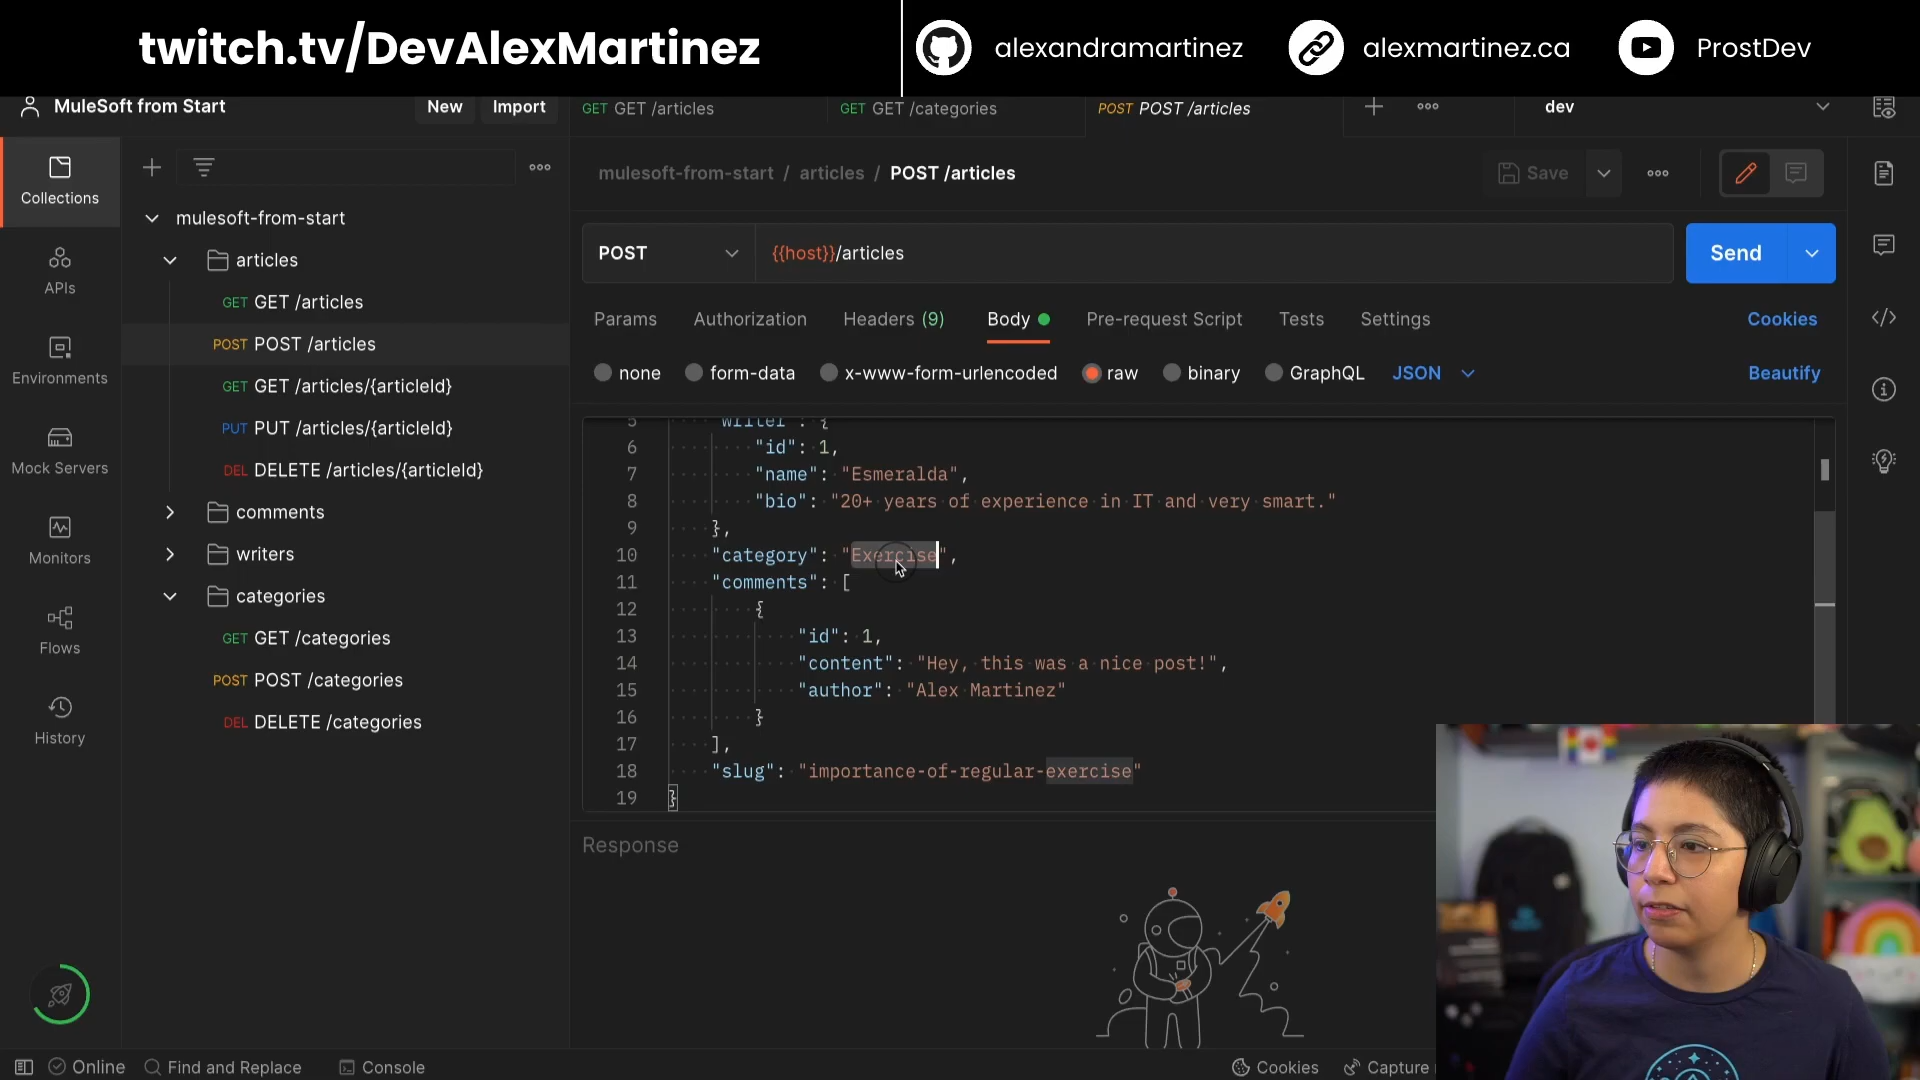 twitch.tv/DevAlexMartinez
alexandramartinez
alexmartinez.ca
ProstDev
MuleSoft from Start
New
Import
GET GET /articles
GET GET /categories
POST POST /articles
dev
Collections
APIs
Environments
Mock Servers
Monitors
Flows
History
mulesoft-from-start
articles
GET GET /articles
POST POST /articles
GET GET /articles/{articleId}
PUT PUT /articles/{articleId}
DEL DELETE /articles/{articleId}
comments
writers
categories
GET GET /categories
POST POST /categories
DEL DELETE /categories
mulesoft-from-start / articles / POST /articles
Save
POST
{{host}}/articles
Send
Params
Authorization
Headers (9)
Body
Pre-request Script
Tests
Settings
Cookies
none
form-data
x-www-form-urlencoded
raw
binary
GraphQL
JSON
Beautify
5 "writer": {
6 "id": 1,
7 "name": "Esmeralda",
8 "bio": "20+ years of experience in IT and very smart."
9 },
10 "category": "Exercise",
11 "comments": [
12 {
13 "id": 1,
14 "content": "Hey, this was a nice post!",
15 "author": "Alex Martinez"
16 }
17 ],
18 "slug": "importance-of-regular-exercise"
19 }
Response
Online
Find and Replace
Console
Cookies
Capture